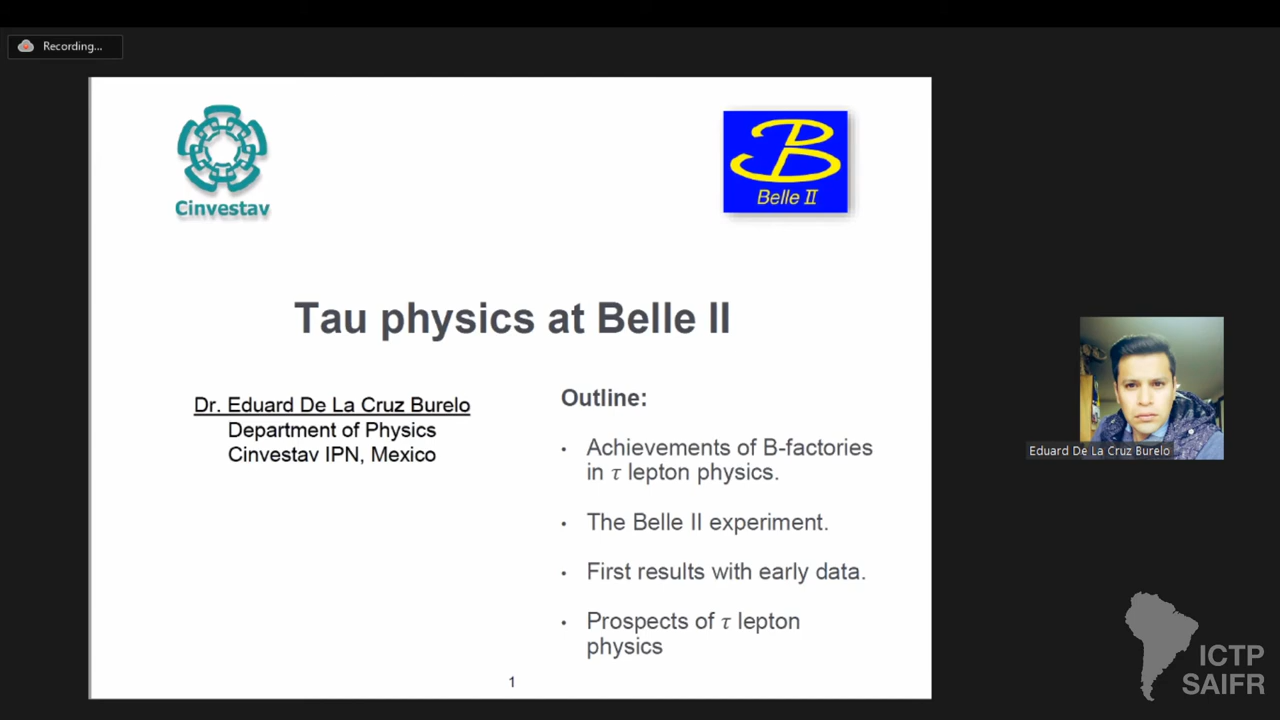 Recording...
Cinvestav
Belle II
Tau physics at Belle II
Dr. Eduard De La Cruz Burelo
Department of Physics
Cinvestav IPN, Mexico
Outline:
• Achievements of B-factories
in τ lepton physics.
• The Belle II experiment.
• First results with early data.
• Prospects of τ lepton
physics
1
Eduard De La Cruz Burelo
ICTP
SAIFR